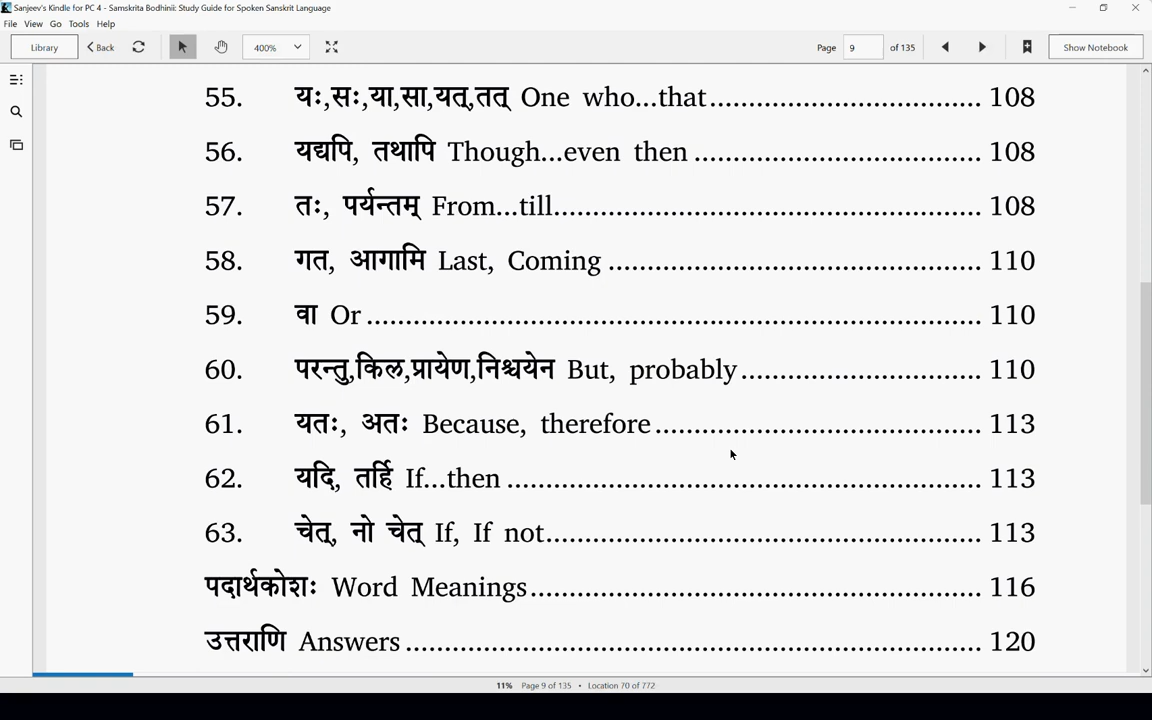 Sanjeev's Kindle for PC 4 - Samskrita Bodhinii: Study Guide for Spoken Sanskrit Language
File View Go Tools Help
Library Back 400% Page 9 of 135 Show Notebook
55. यः,सः,या,सा,यत्,तत् One who...that........................................ 108
56. यद्यपि, तथापि Though...even then ........................................ 108
57. तः, पर्यन्तम् From...till........................................ 108
58. गत, आगामि Last, Coming ........................................ 110
59. वा Or ........................................ 110
60. परन्तु,किल,प्रायेण,निश्चयेन But, probably........................................ 110
61. यतः, अतः Because, therefore........................................ 113
62. यदि, तर्हि If...then ........................................ 113
63. चेत्, नो चेत् If, If not........................................ 113
पदार्थकोशः Word Meanings........................................ 116
उत्तराणि Answers ........................................ 120
11% Page 9 of 135 • Location 70 of 772